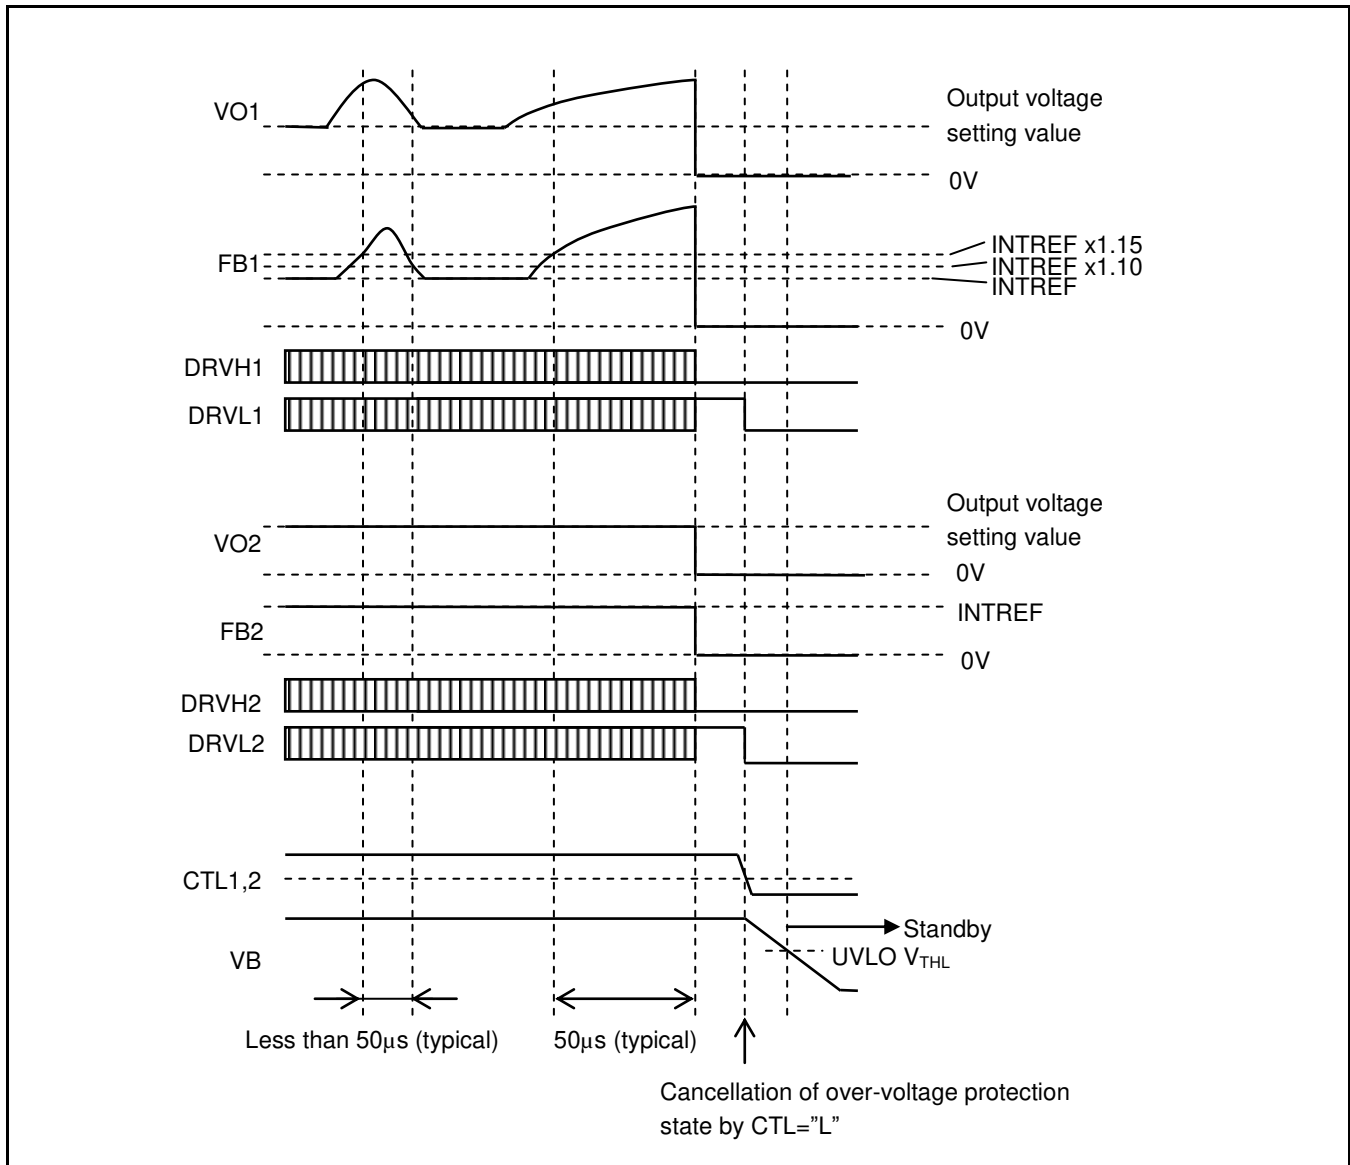 VO1
Output voltage
setting value
0V
FB1
INTREF x1.15
INTREF x1.10
INTREF
0V
DRVH1
DRVL1
VO2
Output voltage
setting value
0V
INTREF
FB2
0V
DRVH2
DRVL2
CTL1,2
VB
Standby
UVLO VTHL
Less than 50μs (typical)
50μs (typical)
Cancellation of over-voltage protection
state by CTL="L"